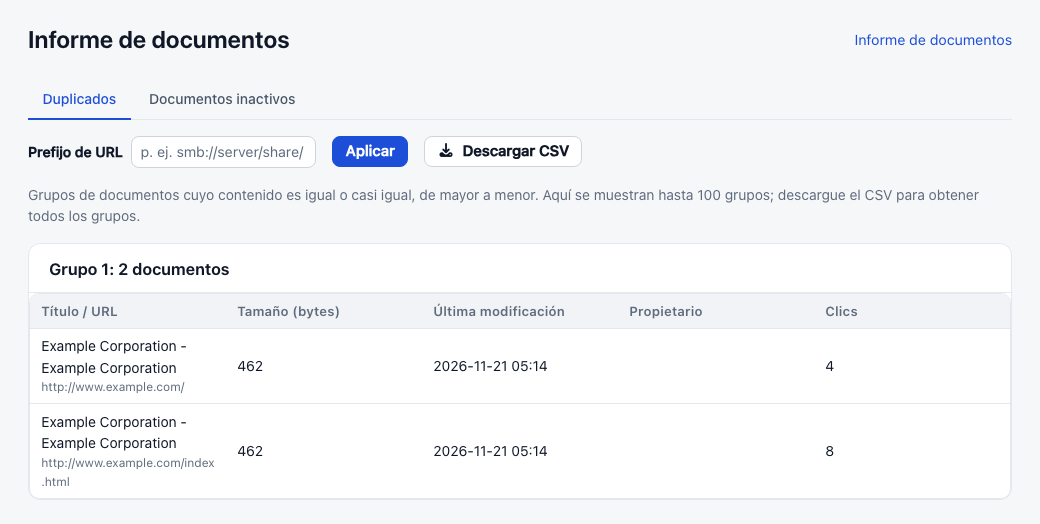 Informe de documentos
Informe de documentos
Duplicados
Documentos inactivos
Prefijo de URL
p. ej. smb://server/share/
Aplicar
Descargar CSV
Grupos de documentos cuyo contenido es igual o casi igual, de mayor a menor. Aquí se muestran hasta 100 grupos; descargue el CSV para obtener
todos los grupos.
Grupo 1: 2 documentos
Título / URL
Tamaño (bytes)
Última modificación
Propietario
Clics
Example Corporation -
Example Corporation
http://www.example.com/
462
2026-11-21 05:14
4
Example Corporation -
Example Corporation
http://www.example.com/index
.html
462
2026-11-21 05:14
8